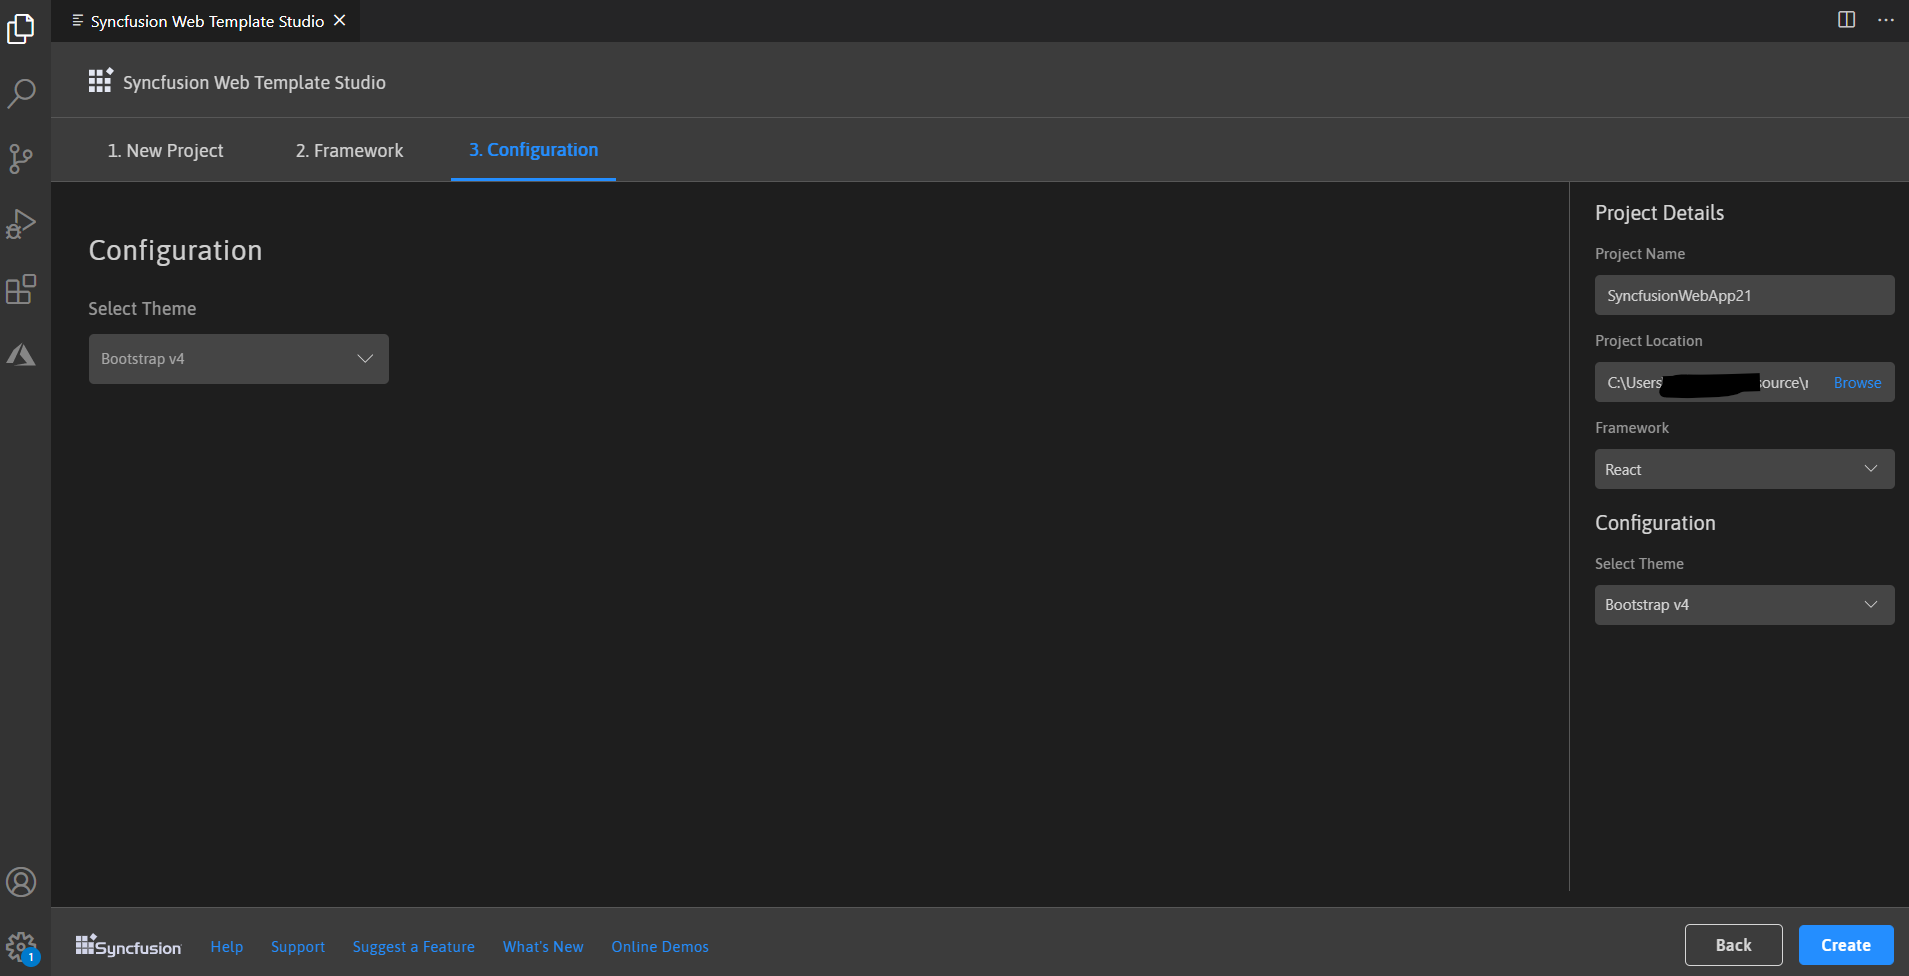 Syncfusion Web Template Studio
Syncfusion Web Template Studio
1. New Project
2. Framework
3. Configuration
Configuration
Select Theme
Bootstrap v4
Project Details
Project Name
SyncfusionWebApp21
Project Location
C:\Users
ource\r
Browse
Framework
React
Configuration
Select Theme
Bootstrap v4
1
Syncfusion
Help
Support
Suggest a Feature
What's New
Online Demos
Back
Create